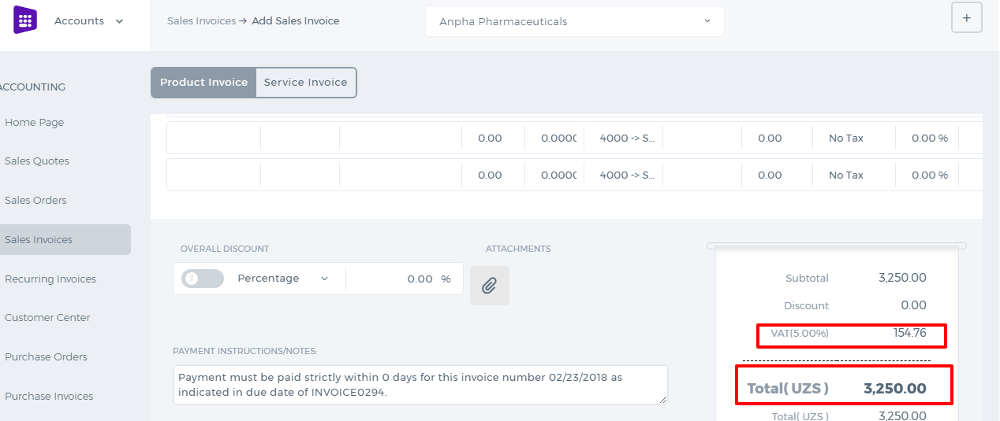 Accounts
Sales Invoices → Add Sales Invoice
Anpha Pharmaceuticals
+
ACCOUNTING
Home Page
Sales Quotes
Sales Orders
Sales Invoices
Recurring Invoices
Customer Center
Purchase Orders
Purchase Invoices
Product Invoice Service Invoice
0.00 0.0000 4000 -> S... 0.00 No Tax 0.00 %
0.00 0.0000 4000 -> S... 0.00 No Tax 0.00 %
OVERALL DISCOUNT
Percentage 0.00 %
ATTACHMENTS
PAYMENT INSTRUCTIONS/NOTES:
Payment must be paid strictly within 0 days for this invoice number 02/23/2018 as
indicated in due date of INVOICE0294.
Subtotal 3,250.00
Discount 0.00
VAT(5.00%) 154.76
Total( UZS ) 3,250.00
Total( UZS ) 3,250.00